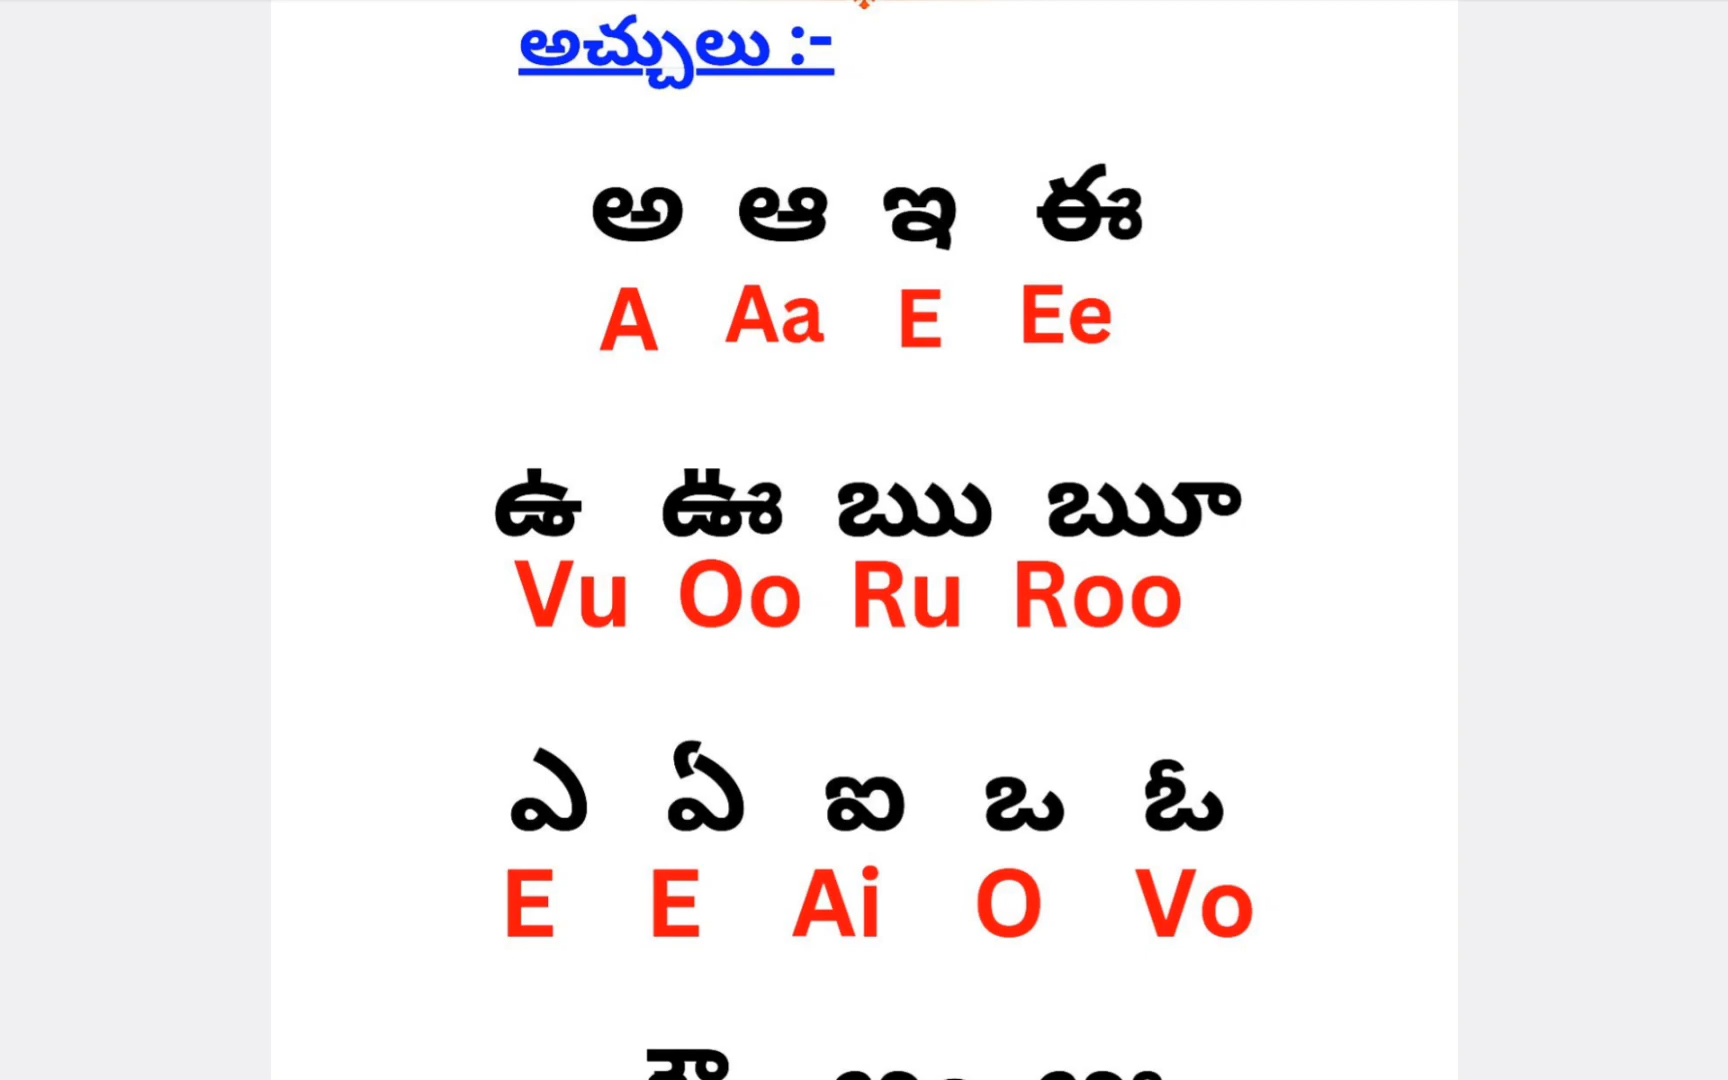 అచ్చులు :-
అ ఆ ఇ ఈ
A Aa E Ee
ఉ ఊ ఋ ౠ
Vu Oo Ru Roo
ఎ ఏ ఐ ఒ ఓ
E E Ai O Vo